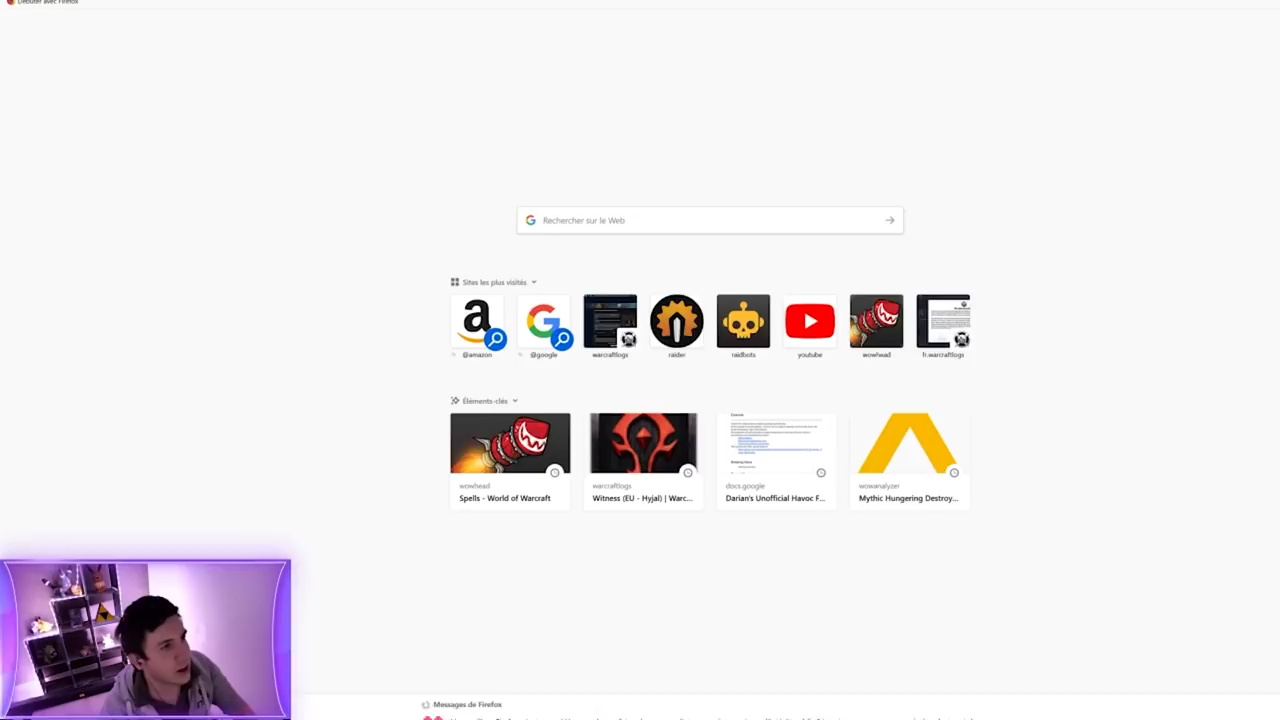 Débuter avec Firefox
Rechercher sur le Web
Sites les plus visités
@amazon
@google
warcraftlogs
raider
raidbots
youtube
wowhead
fr.warcraftlogs
Éléments-clés
wowhead
Spells - World of Warcraft
warcraftlogs
Witness (EU - Hyjal) | Warc...
docs.google
Darian's Unofficial Havoc F...
wowanalyzer
Mythic Hungering Destroy...
Messages de Firefox